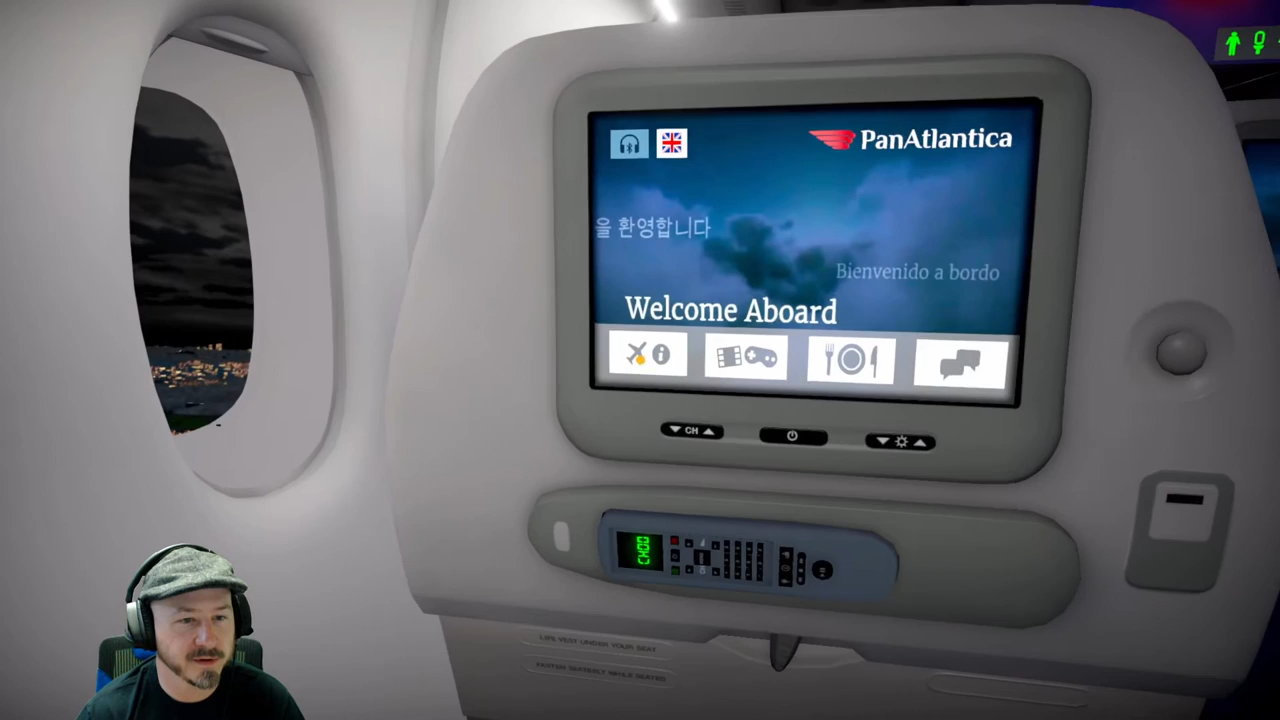 PanAtlantica
을 환영합니다
Bienvenido a bordo
Welcome Aboard
CH
CH00
LIFE VEST UNDER YOUR SEAT
FASTEN SEATBELT WHILE SEATED